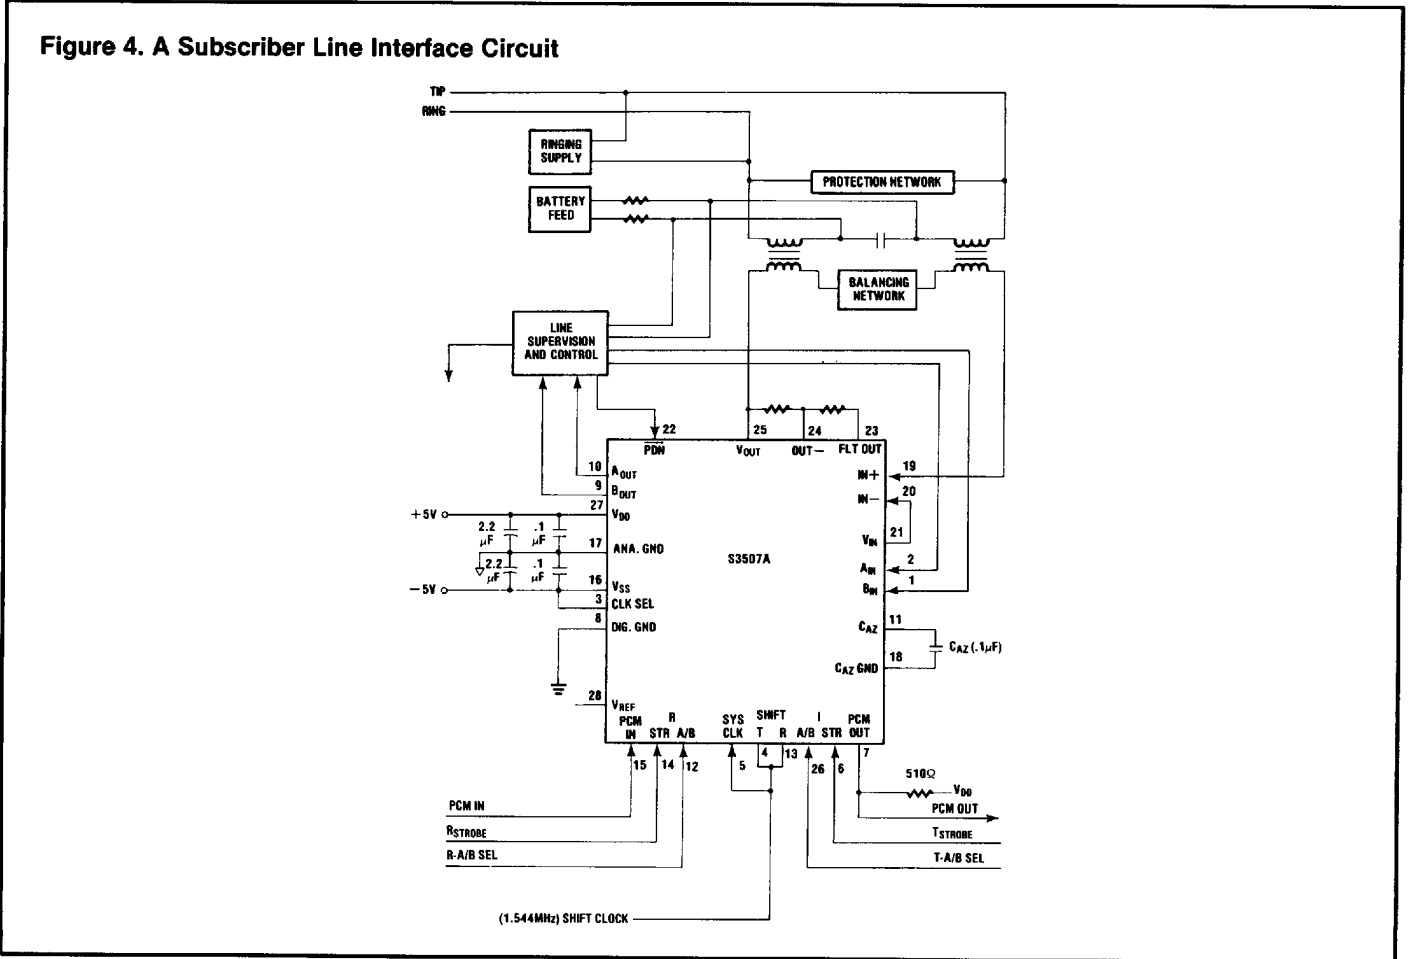 Figure 4. A Subscriber Line Interface Circuit
TIP
RING
RINGING
SUPPLY
PROTECTION NETWORK
BATTERY
FEED
BALANCING
NETWORK
LINE
SUPERVISION
AND CONTROL
22
25
24
23
PDN
VOUT
OUT–
FLT OUT
10
AOUT
IN+
19
9
BOUT
IN–
20
27
+5V
VDD
2.2
μF
.1
μF
21
VIN
17
ANA. GND
S3507A
2
AIN
2.2
μF
.1
μF
1
BIN
16
–5V
VSS
3
CLK SEL
8
DIG. GND
CAZ
11
CAZ (.1μF)
CAZ GND
18
28
VREF
PCM
IN
R
STR A/B
SYS
CLK
SHIFT
T R
I
A/B STR
PCM
OUT
15
14
12
5
4
13
26
6
7
510Ω
VDD
PCM IN
PCM OUT
RSTROBE
TSTROBE
R-A/B SEL
T-A/B SEL
(1.544MHz) SHIFT CLOCK